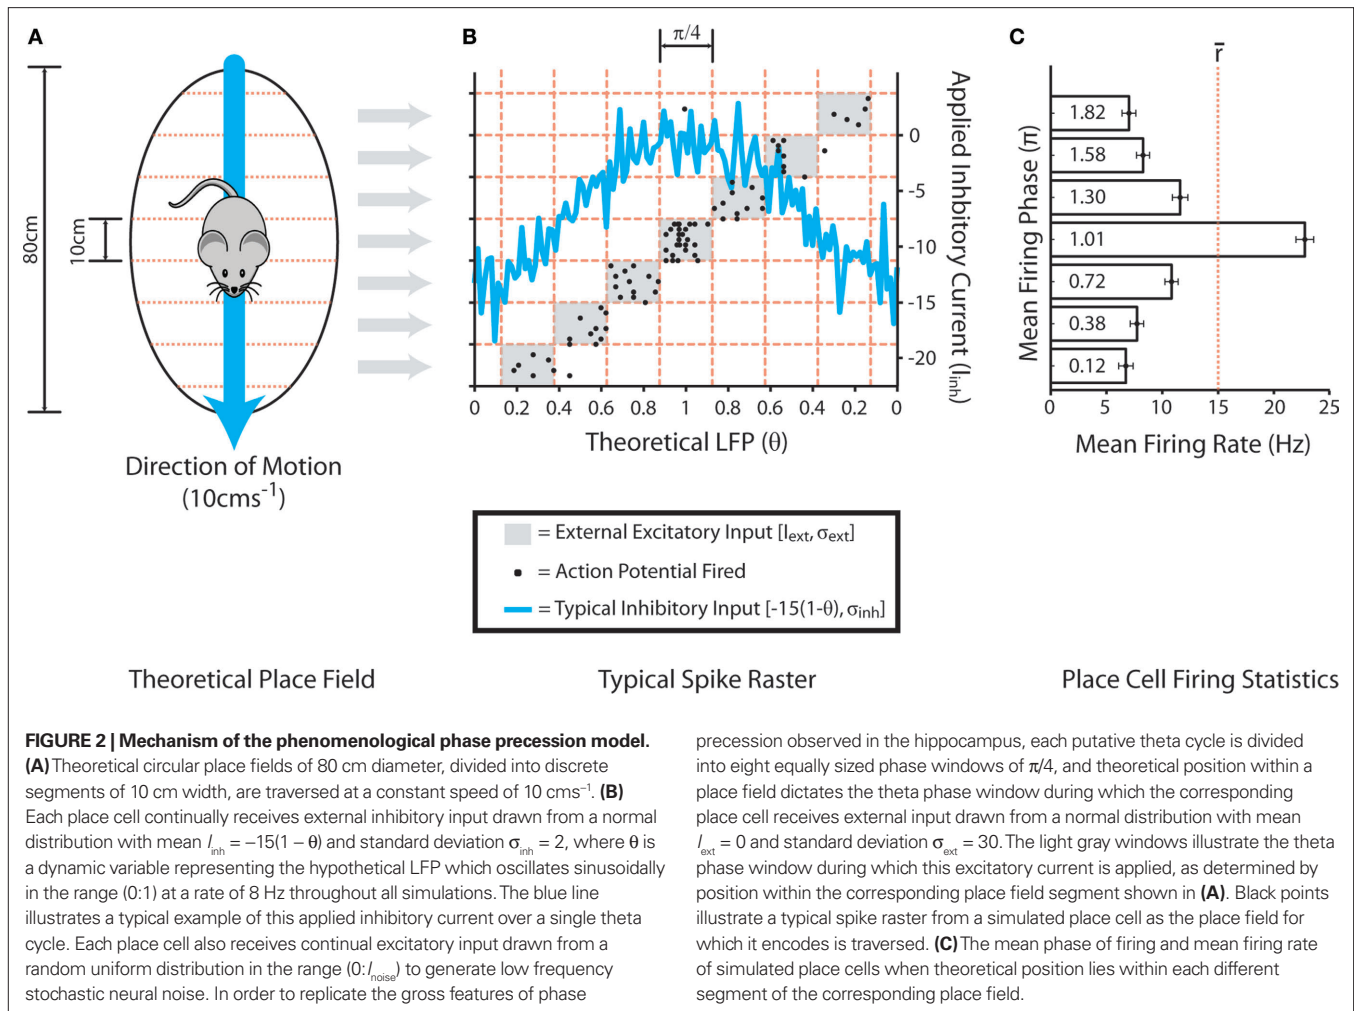 A
80cm
10cm
Direction of Motion
(10cms-1)
B
π/4
0
-5
-10
-15
-20
Applied Inhibitory Current (Iinh)
0 0.2 0.4 0.6 0.8 1 0.8 0.6 0.4 0.2 0
Theoretical LFP (θ)
C
r̄
Mean Firing Phase (π)
1.82
1.58
1.30
1.01
0.72
0.38
0.12
0 5 10 15 20 25
Mean Firing Rate (Hz)
= External Excitatory Input [Iext, σext]
= Action Potential Fired
= Typical Inhibitory Input [-15(1-θ), σinh]
Theoretical Place Field
Typical Spike Raster
Place Cell Firing Statistics
FIGURE 2 | Mechanism of the phenomenological phase precession model.
(A) Theoretical circular place fields of 80 cm diameter, divided into discrete
segments of 10 cm width, are traversed at a constant speed of 10 cms−1. (B)
Each place cell continually receives external inhibitory input drawn from a normal
distribution with mean Iinh = −15(1 − θ) and standard deviation σinh = 2, where θ is
a dynamic variable representing the hypothetical LFP which oscillates sinusoidally
in the range (0:1) at a rate of 8 Hz throughout all simulations. The blue line
illustrates a typical example of this applied inhibitory current over a single theta
cycle. Each place cell also receives continual excitatory input drawn from a
random uniform distribution in the range (0:Inoise) to generate low frequency
stochastic neural noise. In order to replicate the gross features of phase
precession observed in the hippocampus, each putative theta cycle is divided
into eight equally sized phase windows of π/4, and theoretical position within a
place field dictates the theta phase window during which the corresponding
place cell receives external input drawn from a normal distribution with mean
Iext = 0 and standard deviation σext = 30. The light gray windows illustrate the theta
phase window during which this excitatory current is applied, as determined by
position within the corresponding place field segment shown in (A). Black points
illustrate a typical spike raster from a simulated place cell as the place field for
which it encodes is traversed. (C) The mean phase of firing and mean firing rate
of simulated place cells when theoretical position lies within each different
segment of the corresponding place field.